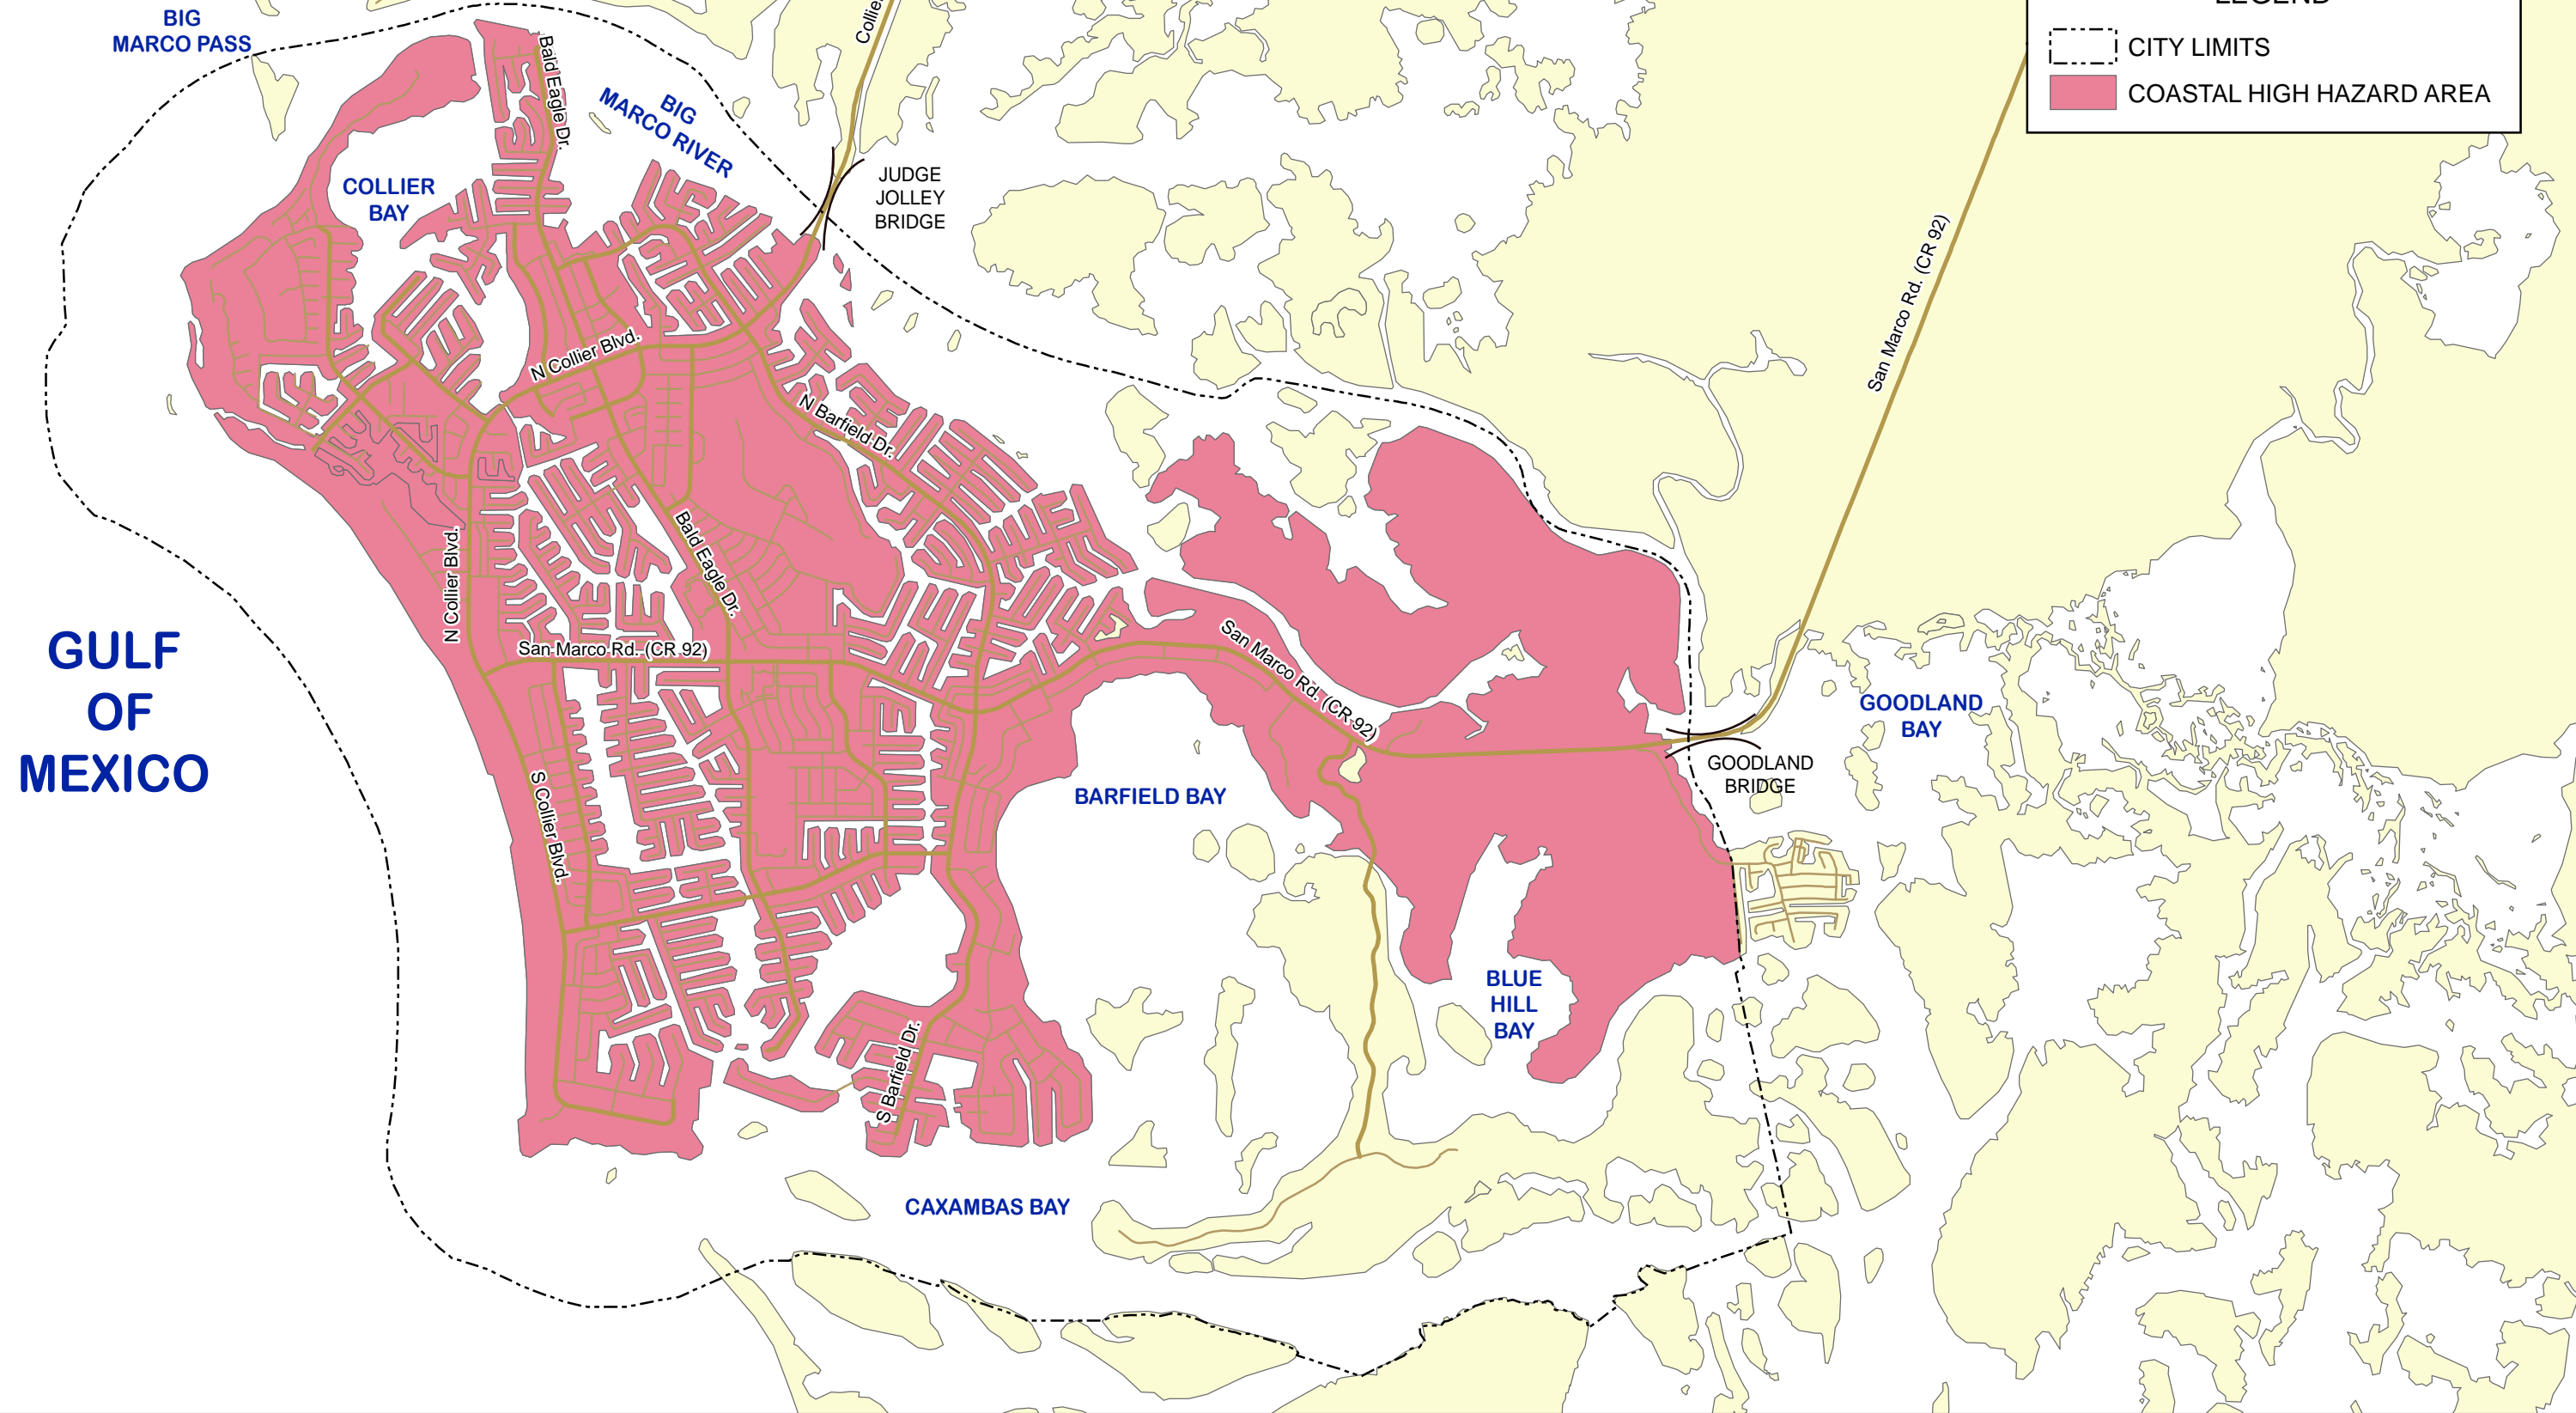 LEGEND
CITY LIMITS
COASTAL HIGH HAZARD AREA
BIG
MARCO PASS
Collier
Bald Eagle Dr.
BIG
MARCO RIVER
COLLIER
BAY
JUDGE
JOLLEY
BRIDGE
San Marco Rd. (CR 92)
N Collier Blvd.
N Barfield Dr.
N Collier Blvd.
Bald Eagle Dr.
San Marco Rd. (CR 92)
San Marco Rd. (CR 92)
GULF
OF
MEXICO
GOODLAND
BAY
GOODLAND
BRIDGE
S Collier Blvd.
BARFIELD BAY
BLUE
HILL
BAY
S Barfield Dr.
CAXAMBAS BAY